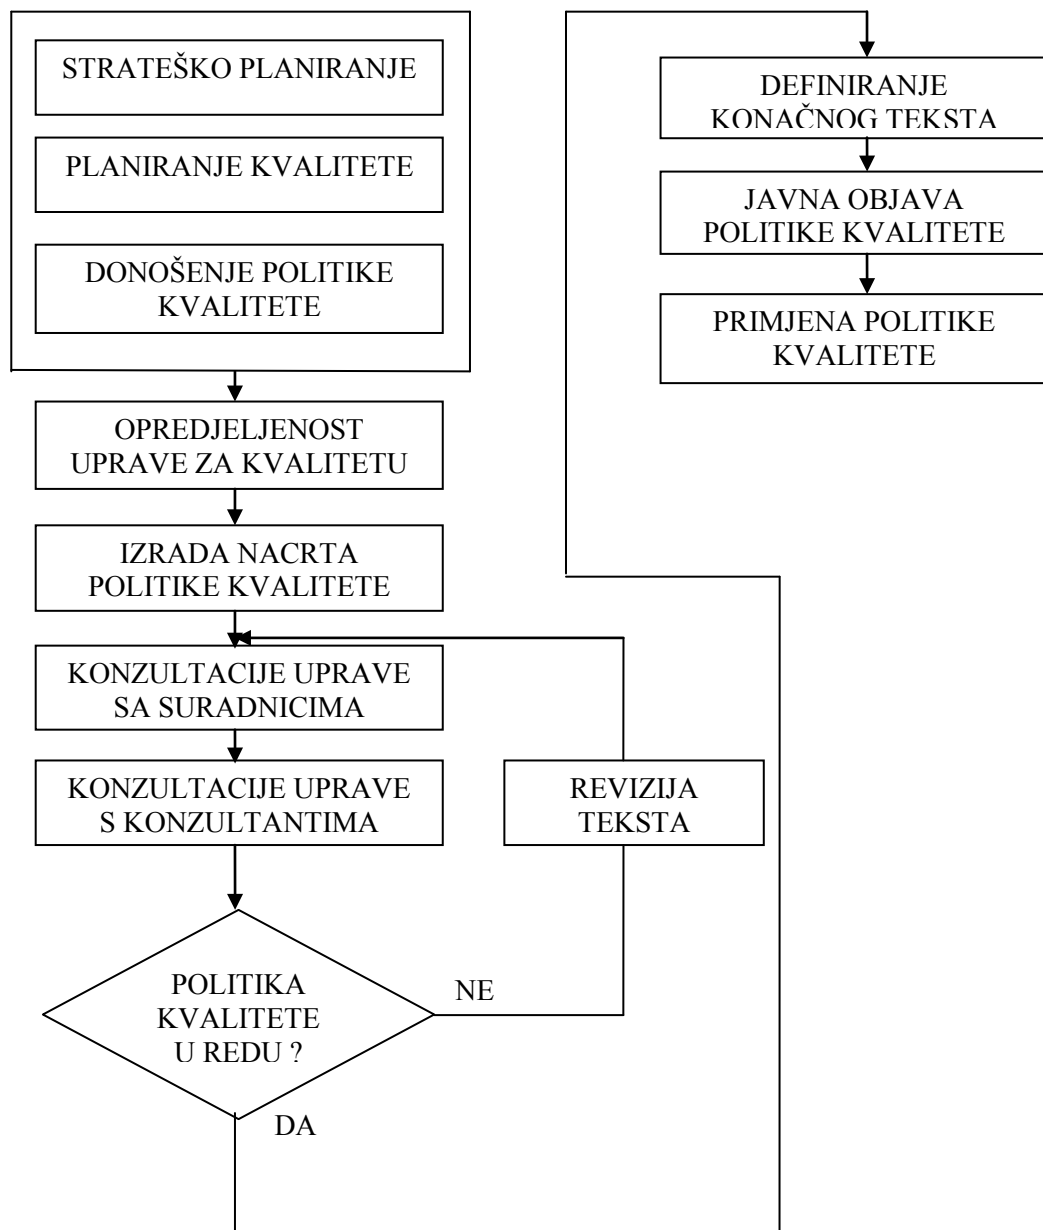 STRATEŠKO PLANIRANJE
PLANIRANJE KVALITETE
DONOŠENJE POLITIKE
KVALITETE
OPREDJELJENOST
UPRAVE ZA KVALITETU
IZRADA NACRTA
POLITIKE KVALITETE
KONZULTACIJE UPRAVE
SA SURADNICIMA
KONZULTACIJE UPRAVE
S KONZULTANTIMA
REVIZIJA
TEKSTA
POLITIKA
KVALITETE
U REDU ?
NE
DA
DEFINIRANJE
KONAČNOG TEKSTA
JAVNA OBJAVA
POLITIKE KVALITETE
PRIMJENA POLITIKE
KVALITETE